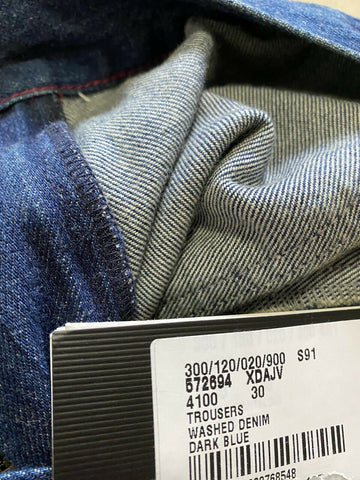 300/120/020/900 S91
572694 XDAJV
4100 30
TROUSERS
WASHED DENIM
DARK BLUE